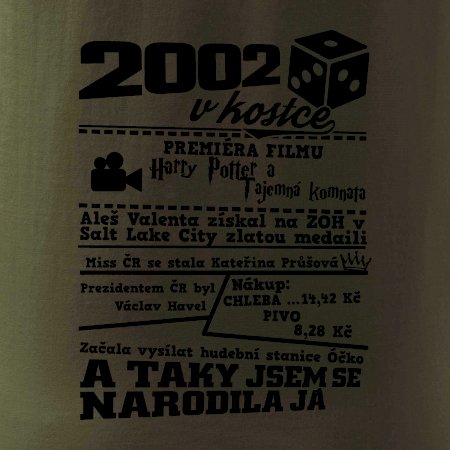 2002
v kostce
PREMIÉRA FILMU
Harry Potter a
Tajemná komnata
Aleš Valenta získal na ZOH v
Salt Lake City zlatou medaili
Miss ČR se stala Kateřina Průšová
Prezidentem ČR byl
Václav Havel
Nákup:
CHLEBA ...14,42 Kč
PIVO
8,28 Kč
Začala vysílat hudební stanice Óčko
A TAKY JSEM SE
NARODILA JÁ